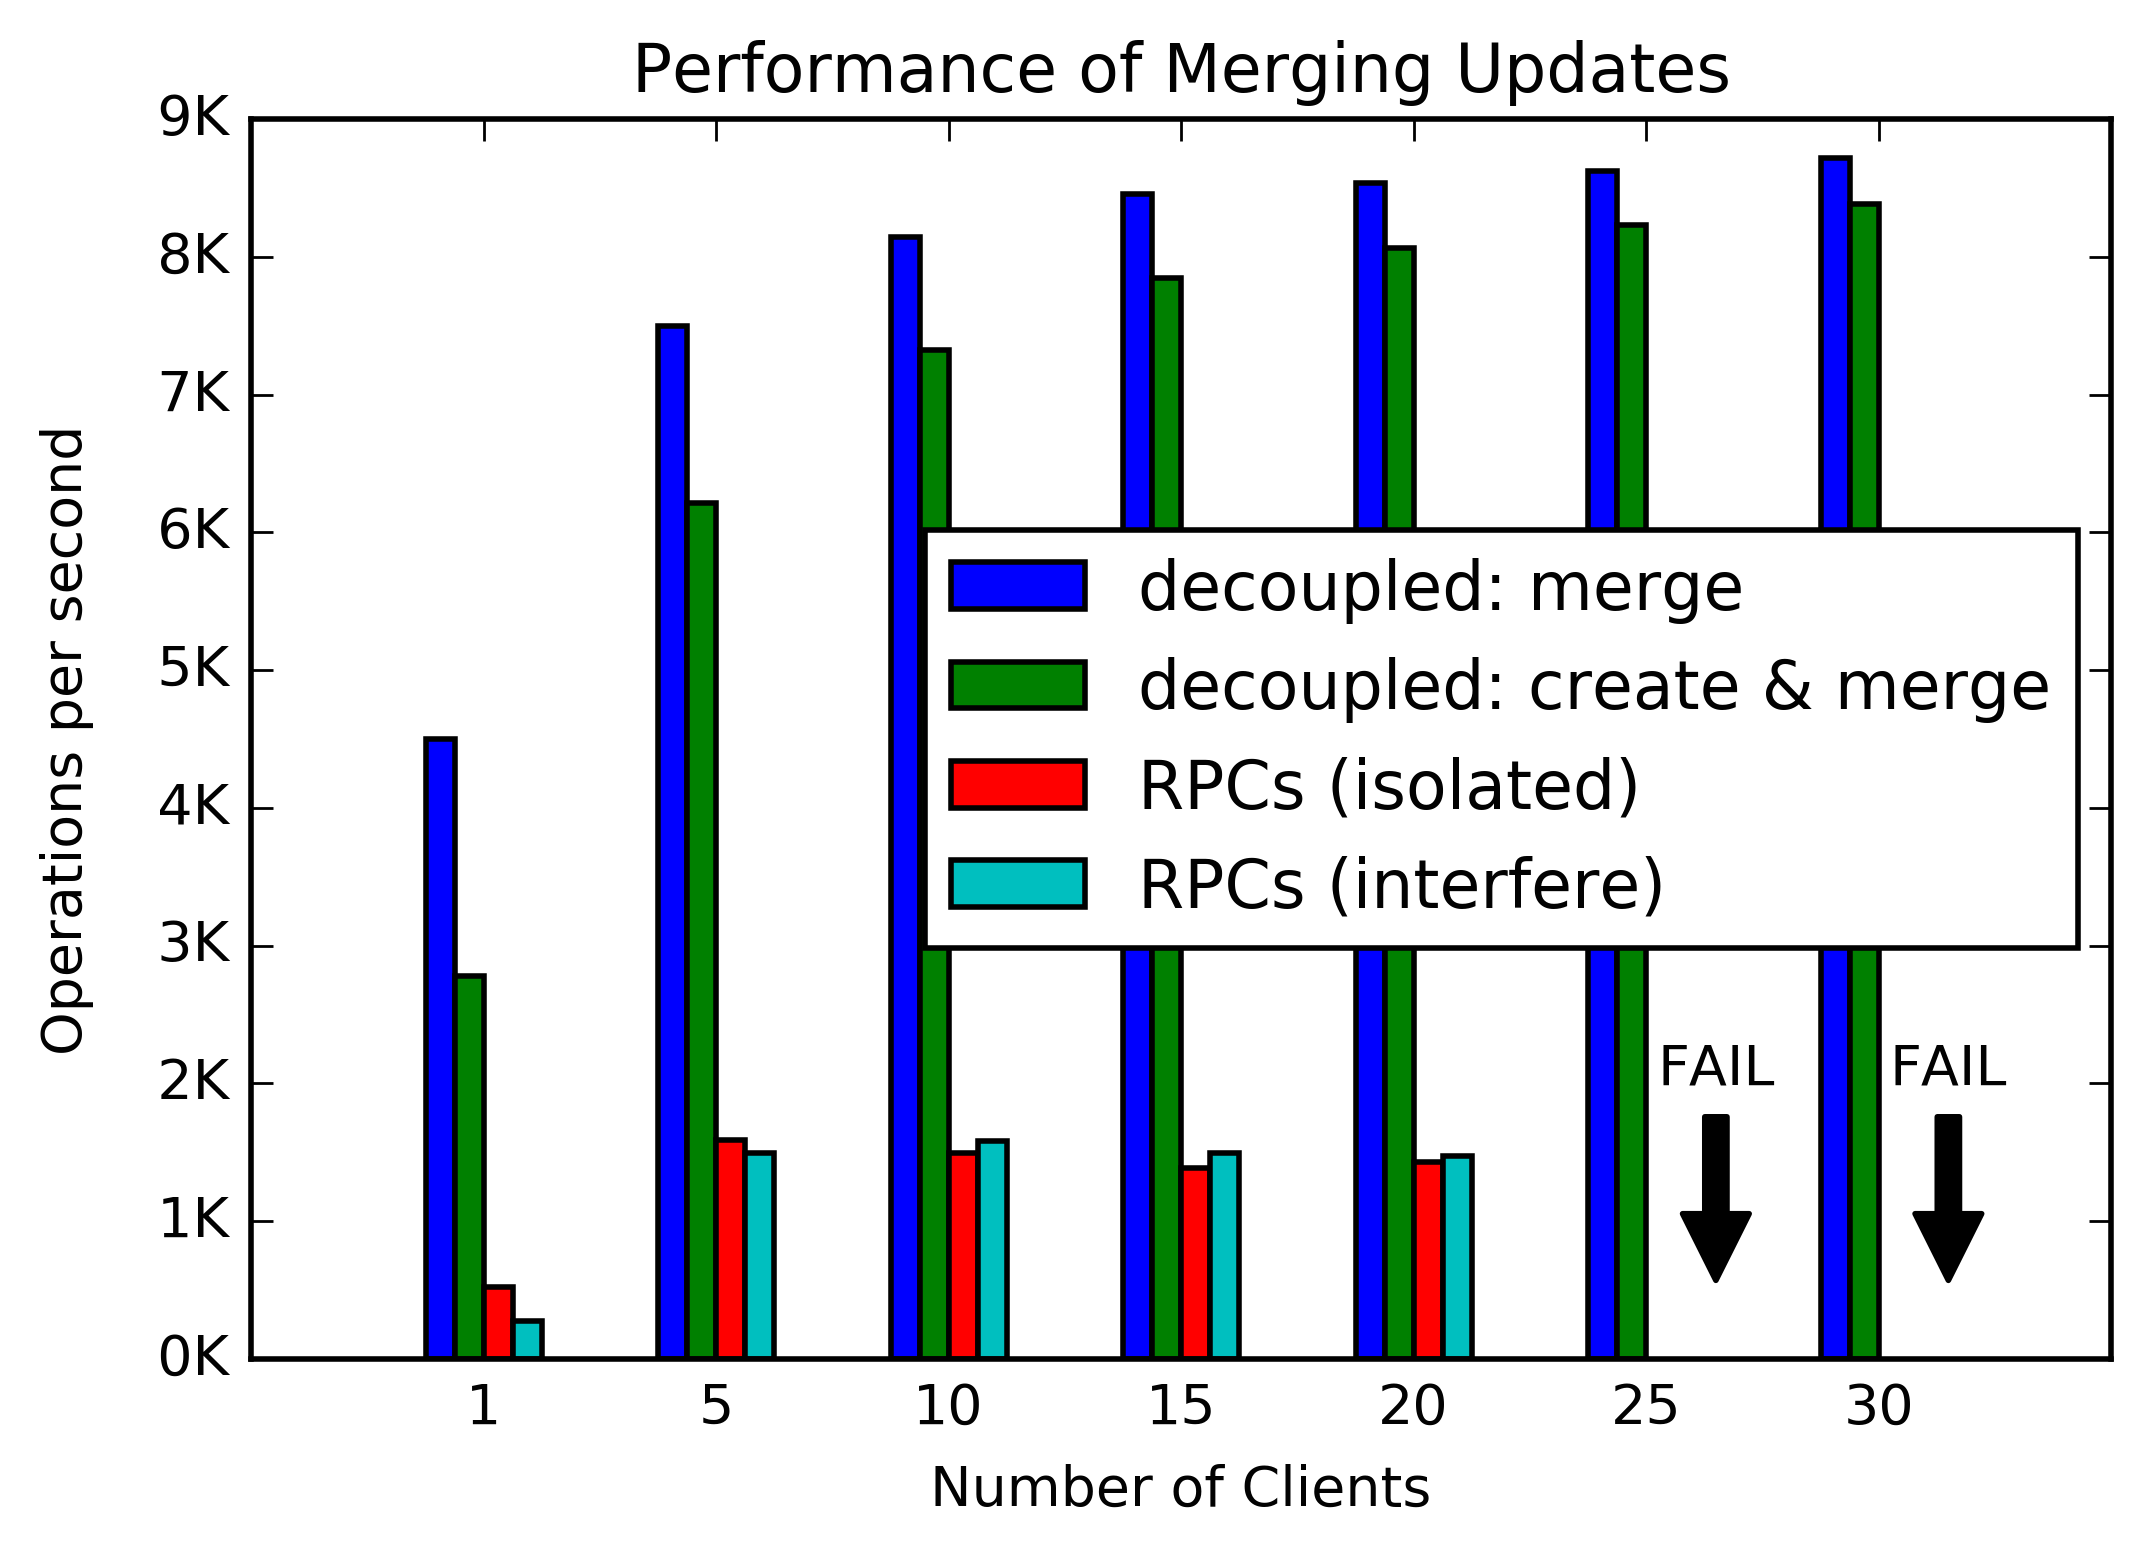 Performance of Merging Updates
9K
8K
7K
6K
5K
4K
3K
2K
1K
0K
Operations per second
decoupled: merge
decoupled: create & merge
RPCs (isolated)
RPCs (interfere)
FAIL FAIL
1 5 10 15 20 25 30
Number of Clients